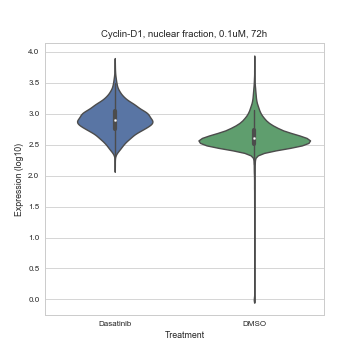 Cyclin-D1, nuclear fraction, 0.1uM, 72h
4.0
3.5
3.0
2.5
2.0
1.5
1.0
0.5
0.0
Expression (log10)
Dasatinib
DMSO
Treatment